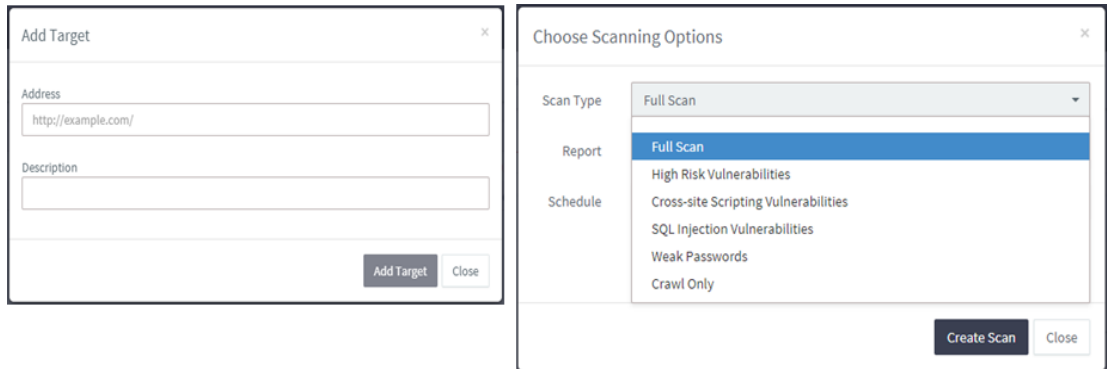 Add Target
×
Address
http://example.com/
Description
Add Target
Close
Choose Scanning Options
×
Scan Type
Full Scan
Report
Schedule
Full Scan
High Risk Vulnerabilities
Cross-site Scripting Vulnerabilities
SQL Injection Vulnerabilities
Weak Passwords
Crawl Only
Create Scan
Close